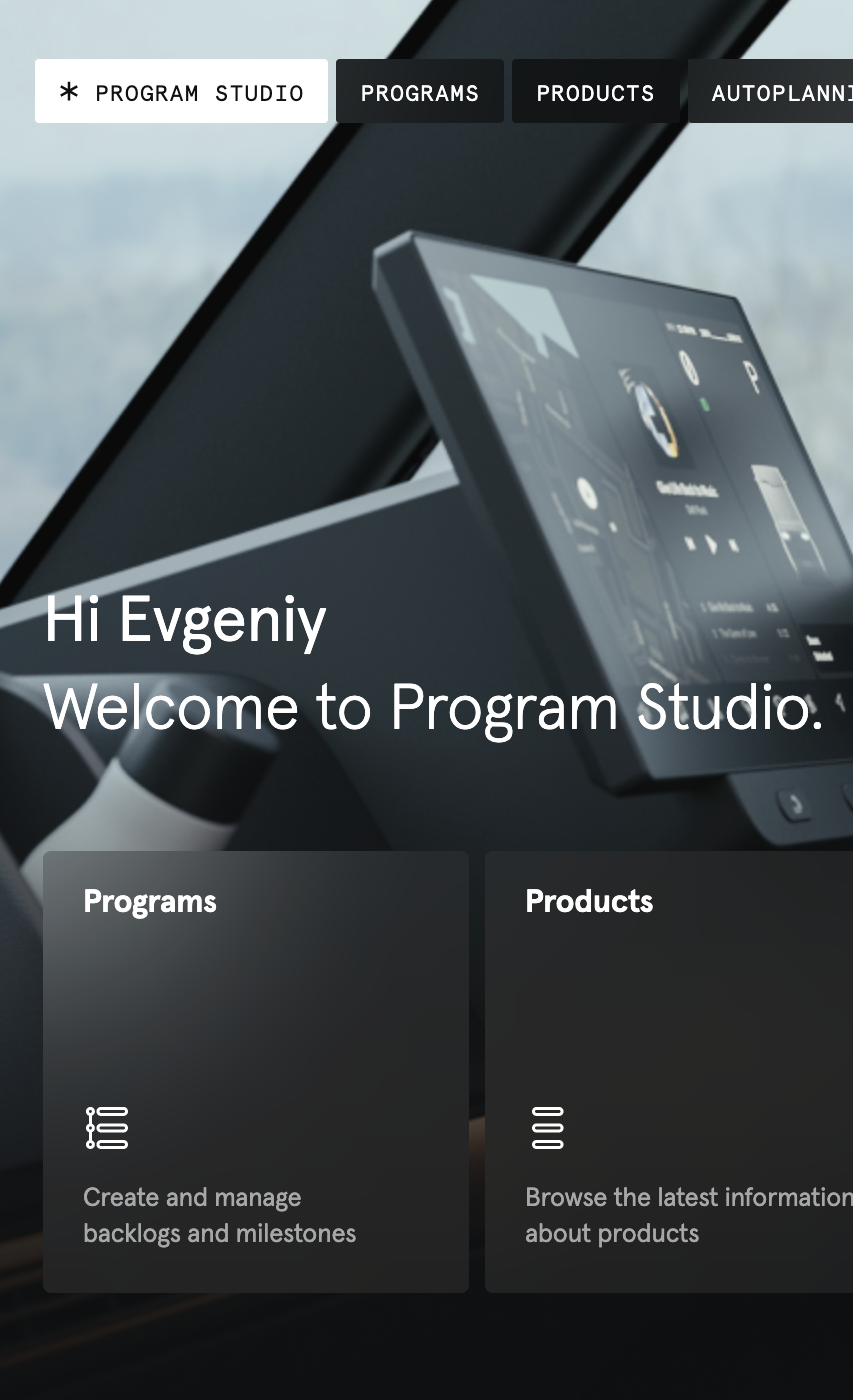 * PROGRAM STUDIO
PROGRAMS
PRODUCTS
AUTOPLANNI
0
P
Hi Evgeniy
Welcome to Program Studio.
Programs
Products
Create and manage
backlogs and milestones
Browse the latest information
about products